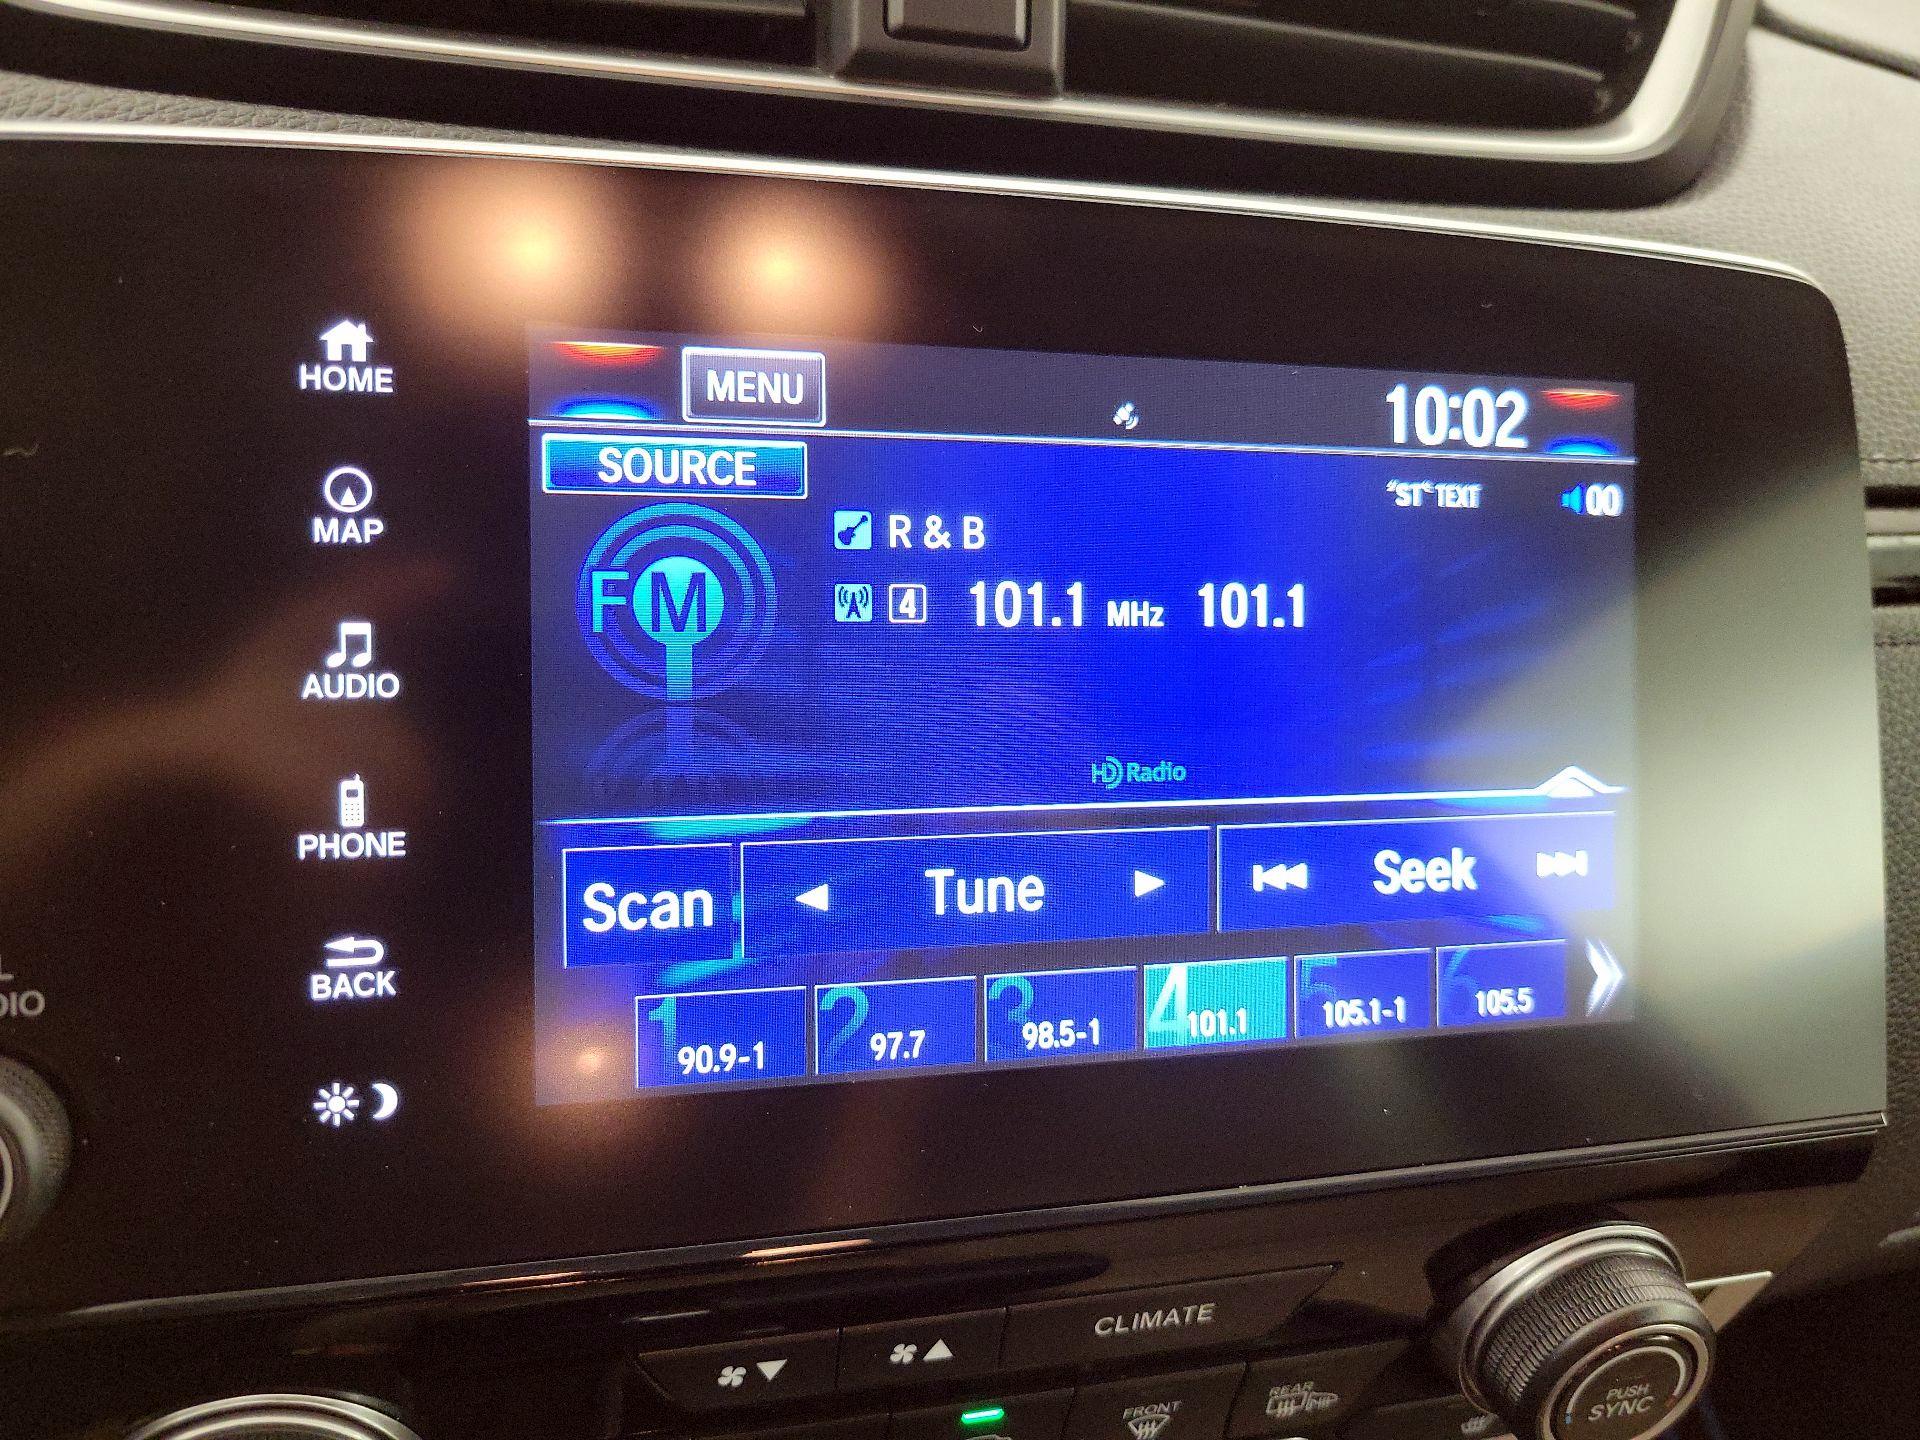 HOME
MAP
AUDIO
PHONE
BACK
MENU
10:02
SOURCE
"ST" TEXT
00
FM
R & B
4 101.1 MHz 101.1
HD Radio
Scan
Tune
Seek
1 90.9-1
2 97.7
3 98.5-1
4 101.1
5 105.1-1
6 105.5
CLIMATE
FRONT
REAR
PUSH
SYNC